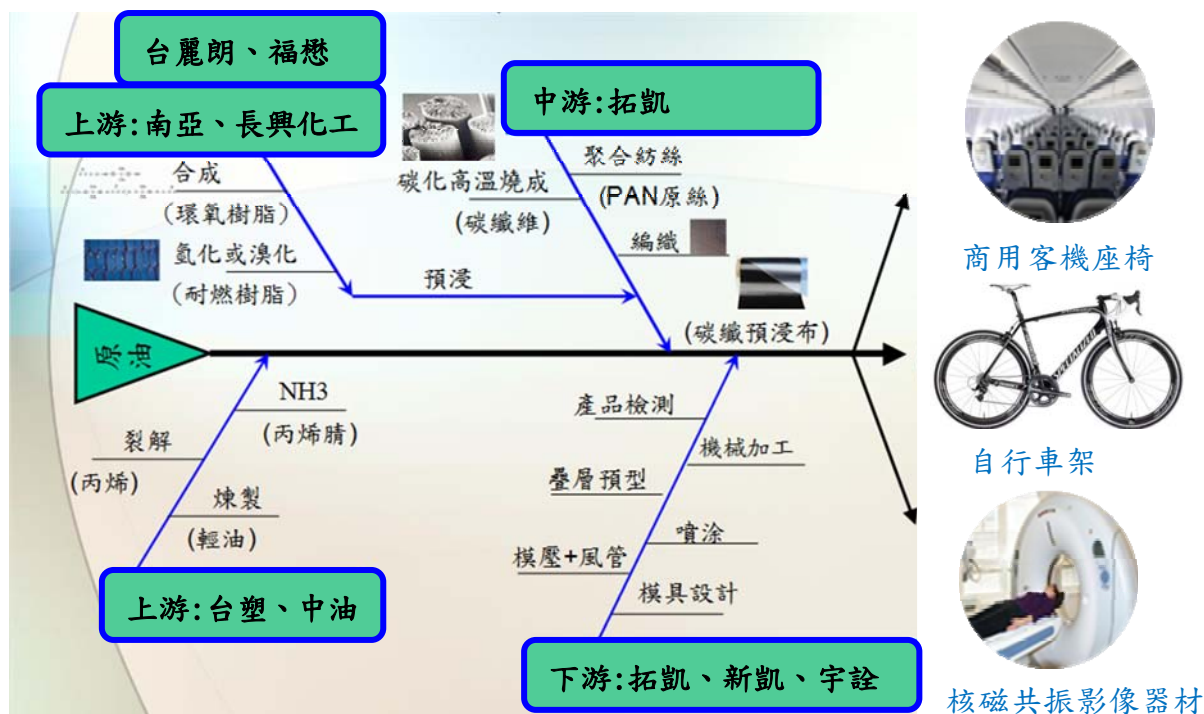 台麗朗、福懋
上游:南亞、長興化工
中游:拓凱
合成
(環氧樹脂)
氫化或溴化
(耐燃樹脂)
預浸
碳化高溫燒成
(碳纖維)
聚合紡絲
(PAN原絲)
編織
(碳纖預浸布)
原油
NH3
(丙烯腈)
裂解
(丙烯)
煉製
(輕油)
上游:台塑、中油
產品檢測
機械加工
疊層預型
噴涂
模壓+風管
模具設計
下游:拓凱、新凱、宇詮
商用客機座椅
SPECIALIZED
自行車架
核磁共振影像器材